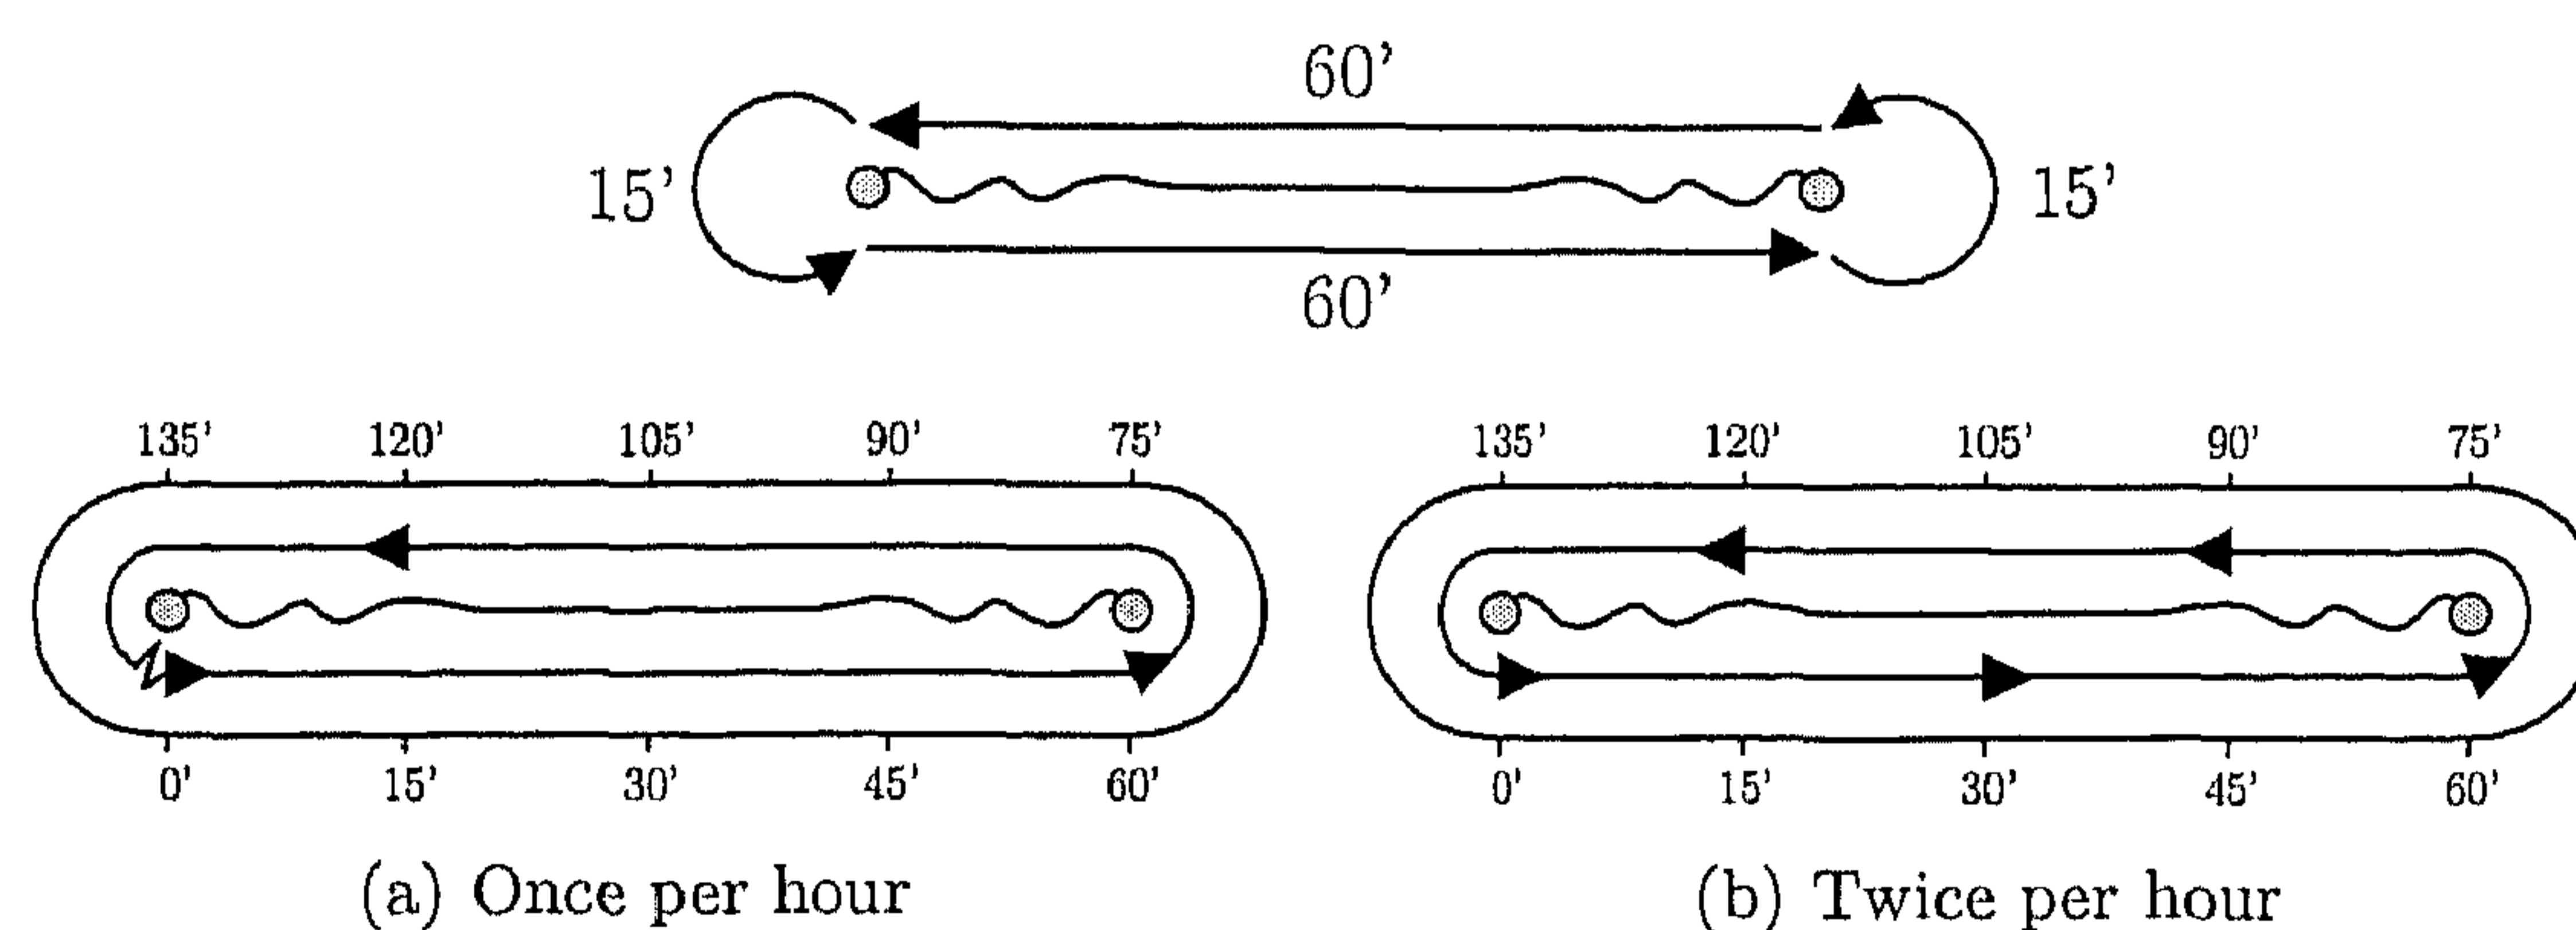 60'
15' 15'
60'
135' 120' 105' 90' 75'
0' 15' 30' 45' 60'
(a) Once per hour
135' 120' 105' 90' 75'
0' 15' 30' 45' 60'
(b) Twice per hour